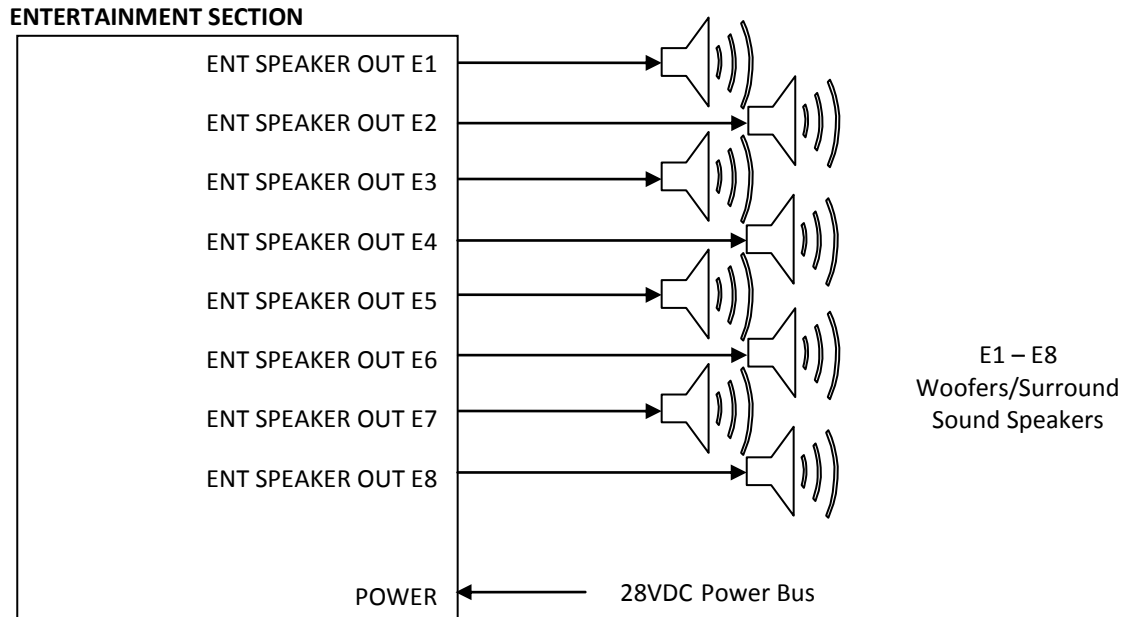 ENTERTAINMENT SECTION
ENT SPEAKER OUT E1
ENT SPEAKER OUT E2
ENT SPEAKER OUT E3
ENT SPEAKER OUT E4
ENT SPEAKER OUT E5
ENT SPEAKER OUT E6
ENT SPEAKER OUT E7
ENT SPEAKER OUT E8
E1 – E8
Woofers/Surround
Sound Speakers
POWER
28VDC Power Bus